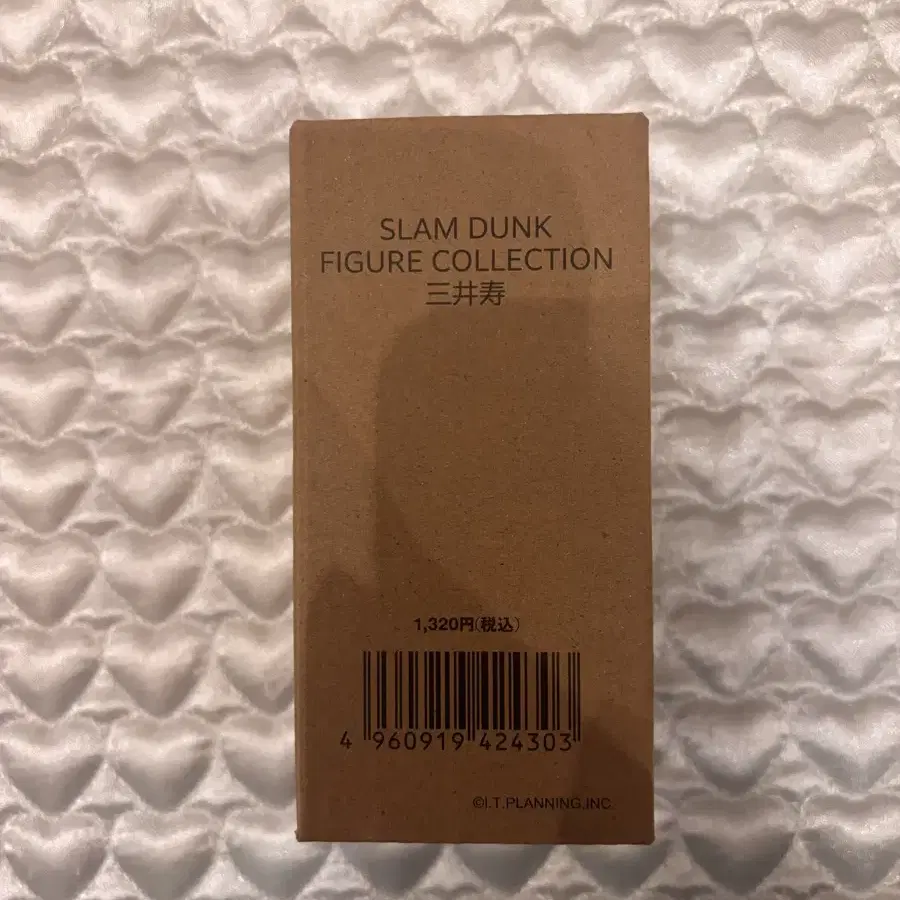 SLAM DUNK
FIGURE COLLECTION
三井寿
1,320円(税込)
4 960919 424303
©I.T.PLANNING,INC.